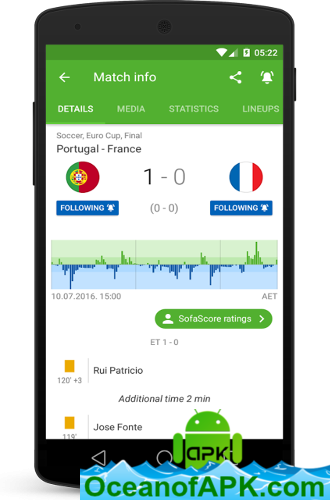 05:22
Match info
DETAILS MEDIA STATISTICS LINEUPS
Soccer, Euro Cup, Final
Portugal - France
1 - 0
FOLLOWING (0 - 0) FOLLOWING
10.07.2016. 15:00 AET
SofaScore ratings
ET 1 - 0
Rui Patricio
120' +3
Additional time 2 min
Jose Fonte
119'
apk
OceanofAPK.com